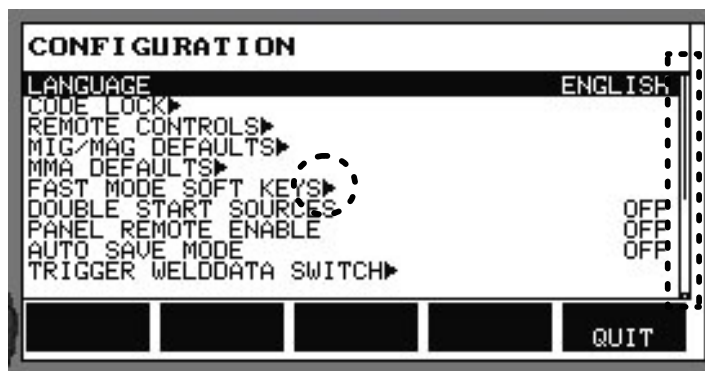 CONFIGURATION
LANGUAGE ENGLISH
CODE LOCK▶
REMOTE CONTROLS▶
MIG/MAG DEFAULTS▶
MMA DEFAULTS▶
FAST MODE SOFT KEYS▶
DOUBLE START SOURCES OFF
PANEL REMOTE ENABLE OFF
AUTO SAVE MODE OFF
TRIGGER WELDDATA SWITCH▶
QUIT